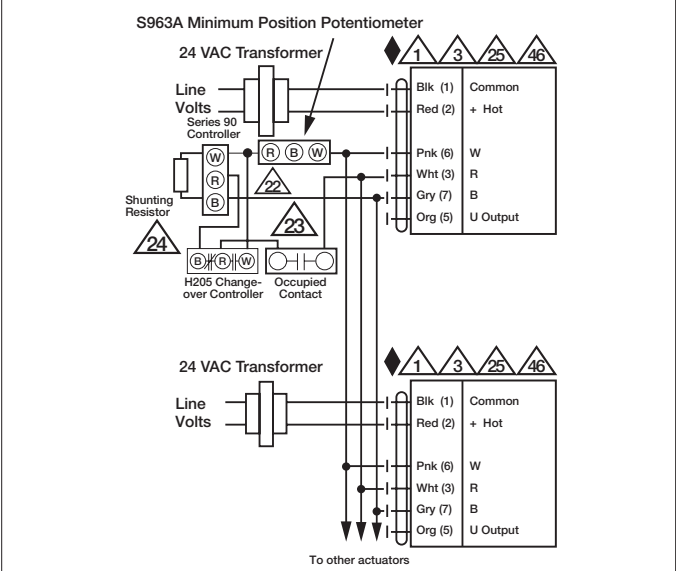 S963A Minimum Position Potentiometer
24 VAC Transformer
1 3 25 46
Line
Volts
Blk (1) Common
Red (2) + Hot
Series 90
Controller
W
R
B
R B W
Pnk (6) W
Wht (3) R
Gry (7) B
Org (5) U Output
22
Shunting
Resistor
23
24
B R W
H205 Change-
over Controller
Occupied
Contact
24 VAC Transformer
1 3 25 46
Line
Volts
Blk (1) Common
Red (2) + Hot
Pnk (6) W
Wht (3) R
Gry (7) B
Org (5) U Output
To other actuators